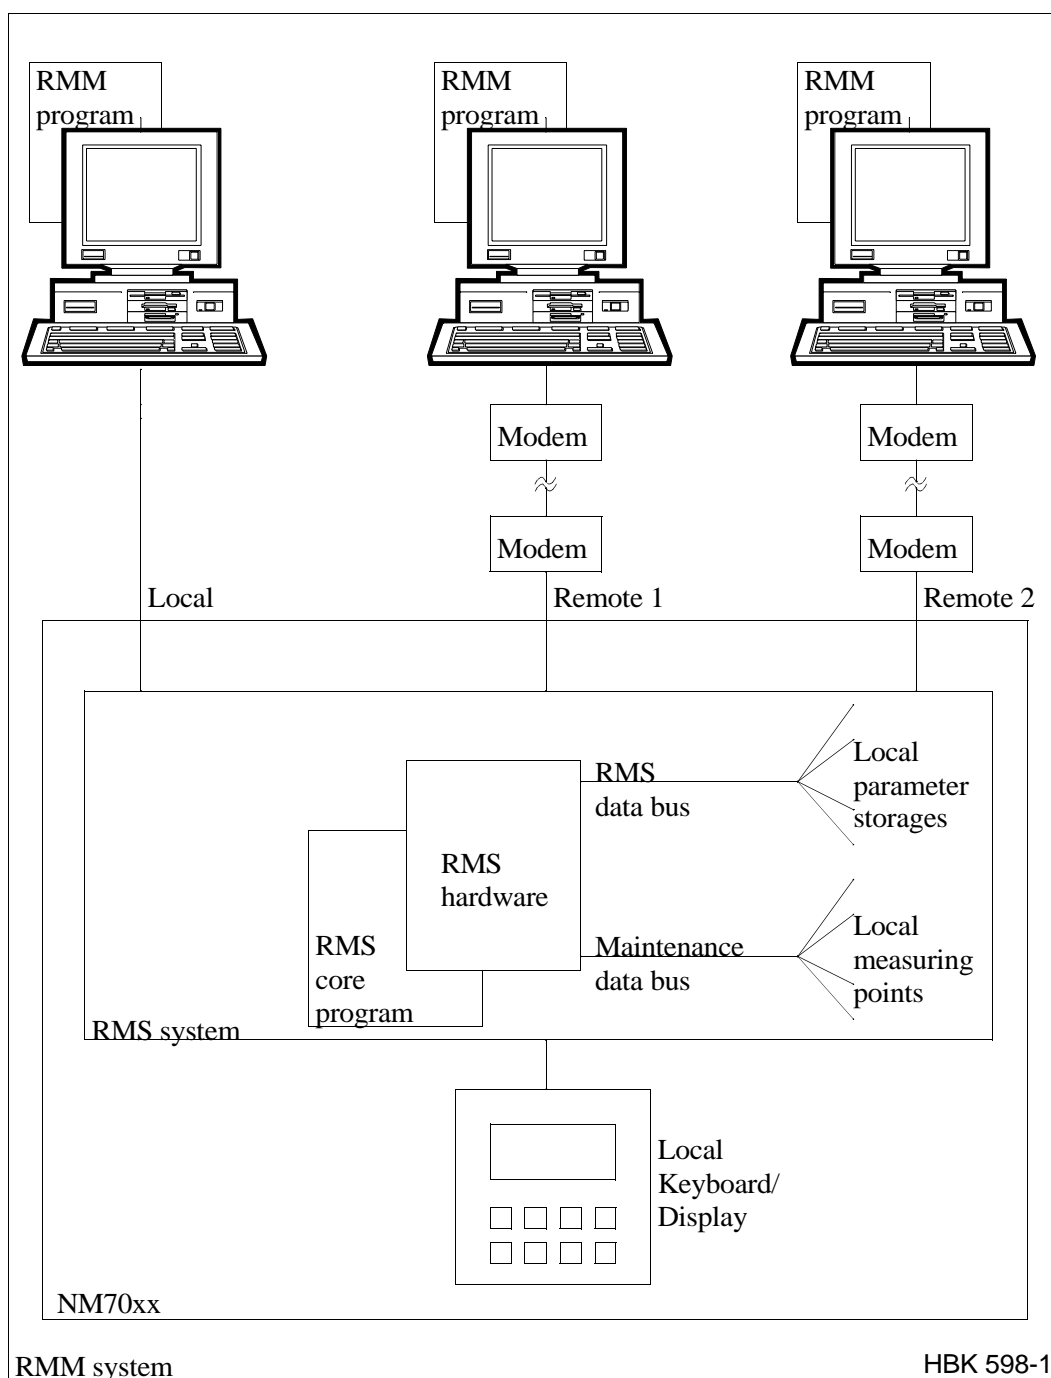 RMM
program
RMM
program
RMM
program
Modem
Modem
Modem
Modem
Local
Remote 1
Remote 2
RMS
data bus
Local
parameter
storages
RMS
hardware
RMS
core
program
Maintenance
data bus
Local
measuring
points
RMS system
Local
Keyboard/
Display
NM70xx
RMM system
HBK 598-1